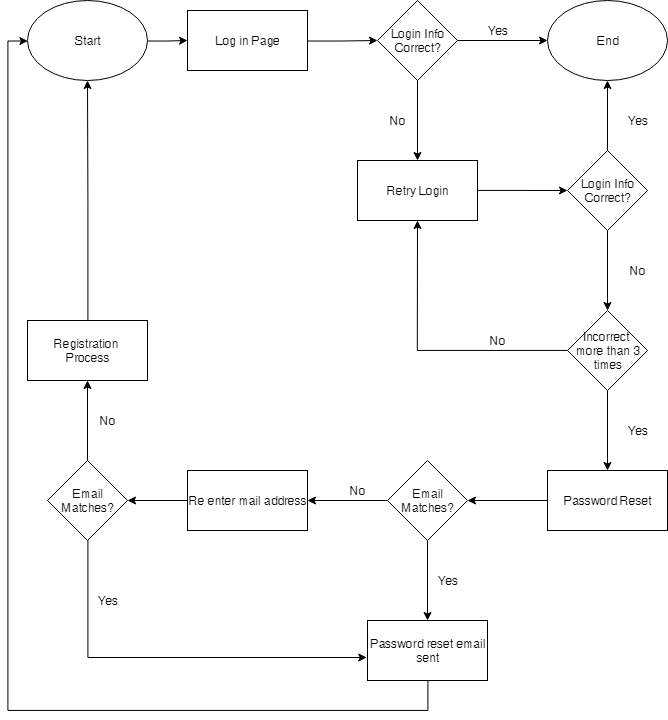 Start
Log in Page
Login Info
Correct?
Yes
End
No
Yes
Retry Login
Login Info
Correct?
No
Registration
Process
No
Incorrect
more than 3
times
No
Yes
Email
Matches?
Re enter mail address
No
Email
Matches?
Password Reset
Yes
Yes
Password reset email
sent